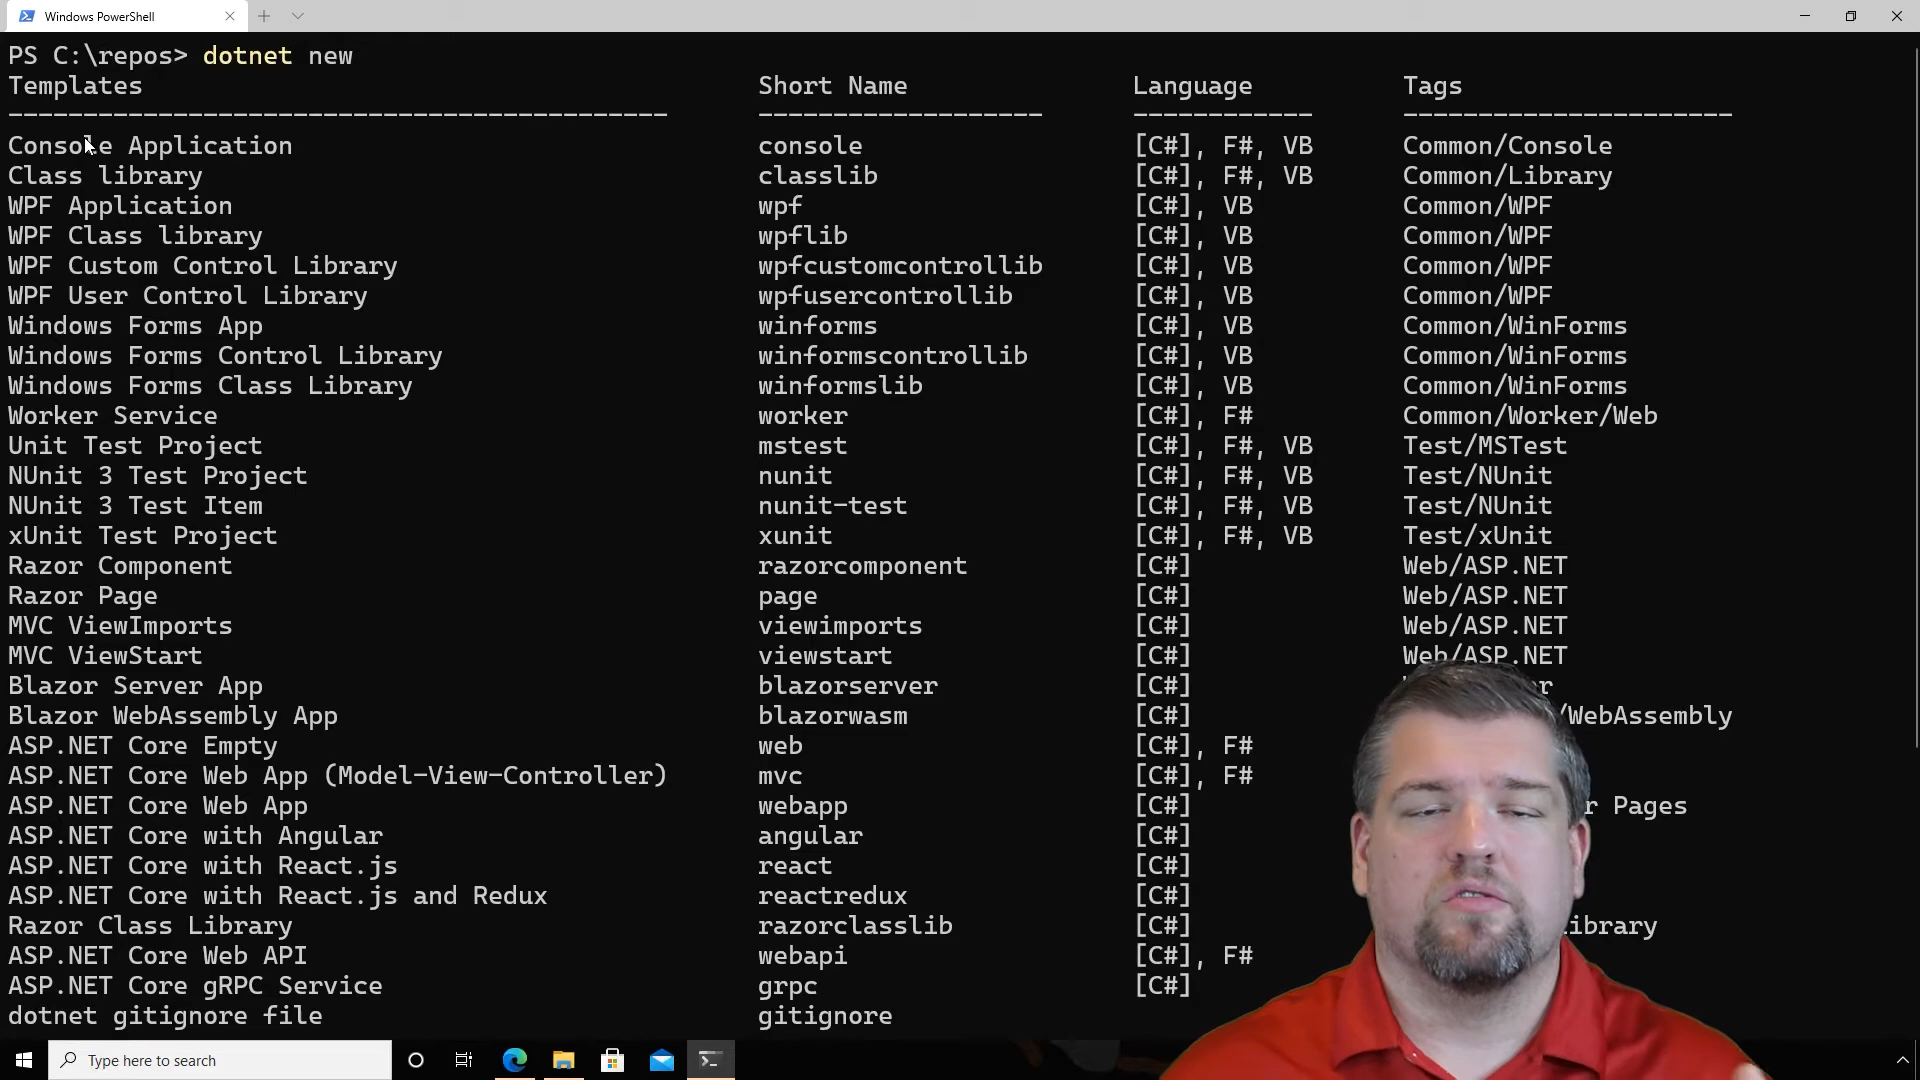 Windows PowerShell
PS C:\repos> dotnet new
Templates Short Name Language Tags
-------------------------------------------- ------------------- ------------ ----------------------
Console Application console [C#], F#, VB Common/Console
Class library classlib [C#], F#, VB Common/Library
WPF Application wpf [C#], VB Common/WPF
WPF Class library wpflib [C#], VB Common/WPF
WPF Custom Control Library wpfcustomcontrollib [C#], VB Common/WPF
WPF User Control Library wpfusercontrollib [C#], VB Common/WPF
Windows Forms App winforms [C#], VB Common/WinForms
Windows Forms Control Library winformscontrollib [C#], VB Common/WinForms
Windows Forms Class Library winformslib [C#], VB Common/WinForms
Worker Service worker [C#], F# Common/Worker/Web
Unit Test Project mstest [C#], F#, VB Test/MSTest
NUnit 3 Test Project nunit [C#], F#, VB Test/NUnit
NUnit 3 Test Item nunit-test [C#], F#, VB Test/NUnit
xUnit Test Project xunit [C#], F#, VB Test/xUnit
Razor Component razorcomponent [C#] Web/ASP.NET
Razor Page page [C#] Web/ASP.NET
MVC ViewImports viewimports [C#] Web/ASP.NET
MVC ViewStart viewstart [C#] Web/ASP.NET
Blazor Server App blazorserver [C#]
Blazor WebAssembly App blazorwasm [C#] /WebAssembly
ASP.NET Core Empty web [C#], F#
ASP.NET Core Web App (Model-View-Controller) mvc [C#], F#
ASP.NET Core Web App webapp [C#] Pages
ASP.NET Core with Angular angular [C#]
ASP.NET Core with React.js react [C#]
ASP.NET Core with React.js and Redux reactredux [C#]
Razor Class Library razorclasslib [C#]
ASP.NET Core Web API webapi [C#], F#
ASP.NET Core gRPC Service grpc [C#]
dotnet gitignore file gitignore
Type here to search